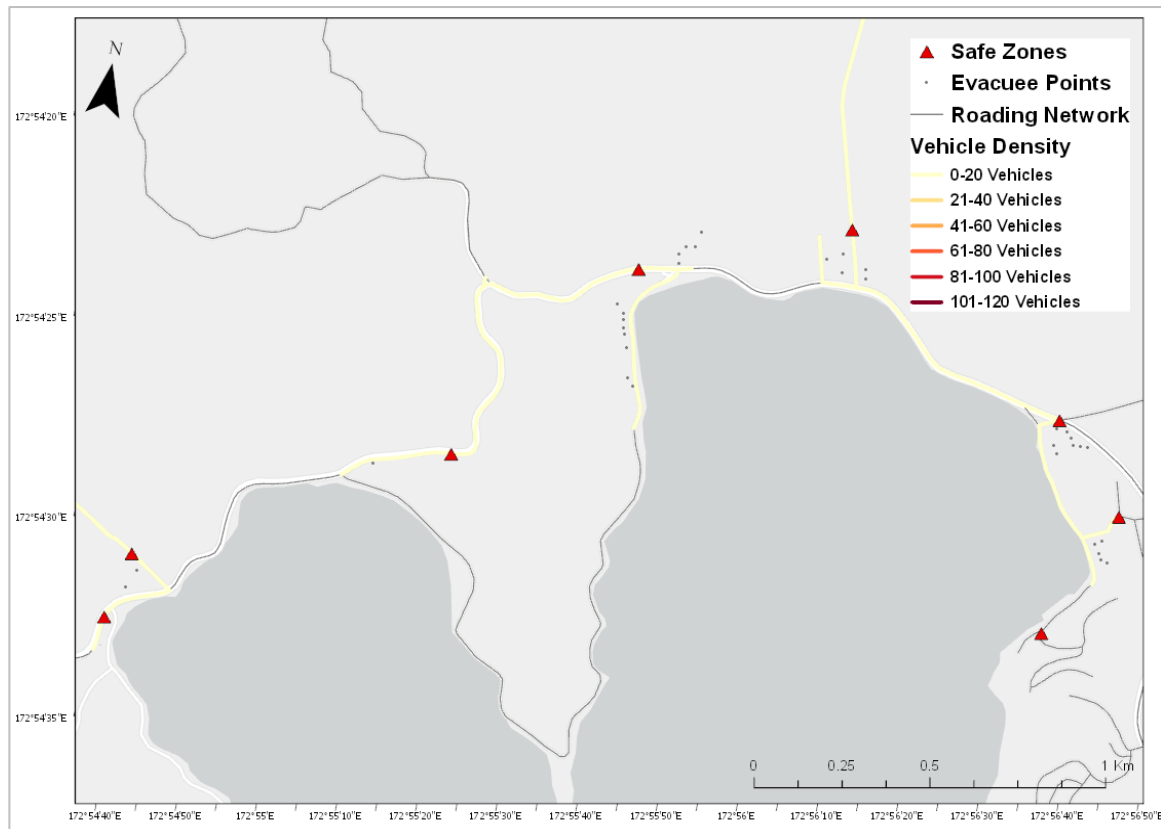 N
Safe Zones
Evacuee Points
Roading Network
Vehicle Density
0-20 Vehicles
21-40 Vehicles
41-60 Vehicles
61-80 Vehicles
81-100 Vehicles
101-120 Vehicles
172°54'20"E
172°54'25"E
172°54'30"E
172°54'35"E
0 0.25 0.5 1 Km
172°54'40"E 172°54'50"E 172°55'E 172°55'10"E 172°55'20"E 172°55'30"E 172°55'40"E 172°55'50"E 172°56'E 172°56'10"E 172°56'20"E 172°56'30"E 172°56'40"E 172°56'50"E